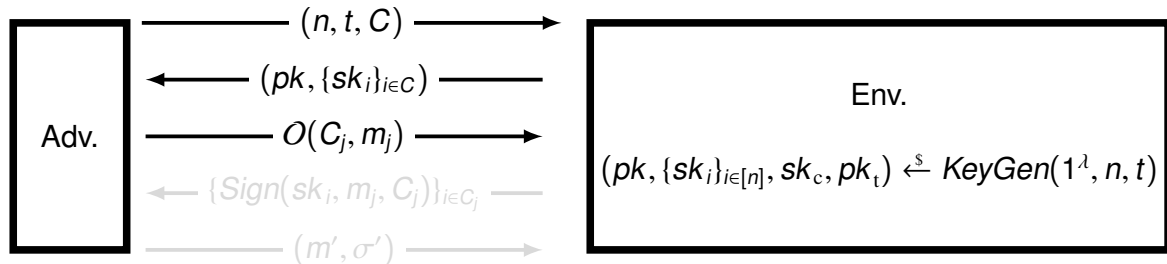 (n, t, C)
(pk, {sk_i}_{i∈C})
Adv.
O(C_j, m_j)
{Sign(sk_i, m_j, C_j)}_{i∈C_j}
(m′, σ′)
Env.
(pk, {sk_i}_{i∈[n]}, sk_c, pk_t) ←$ KeyGen(1^λ, n, t)